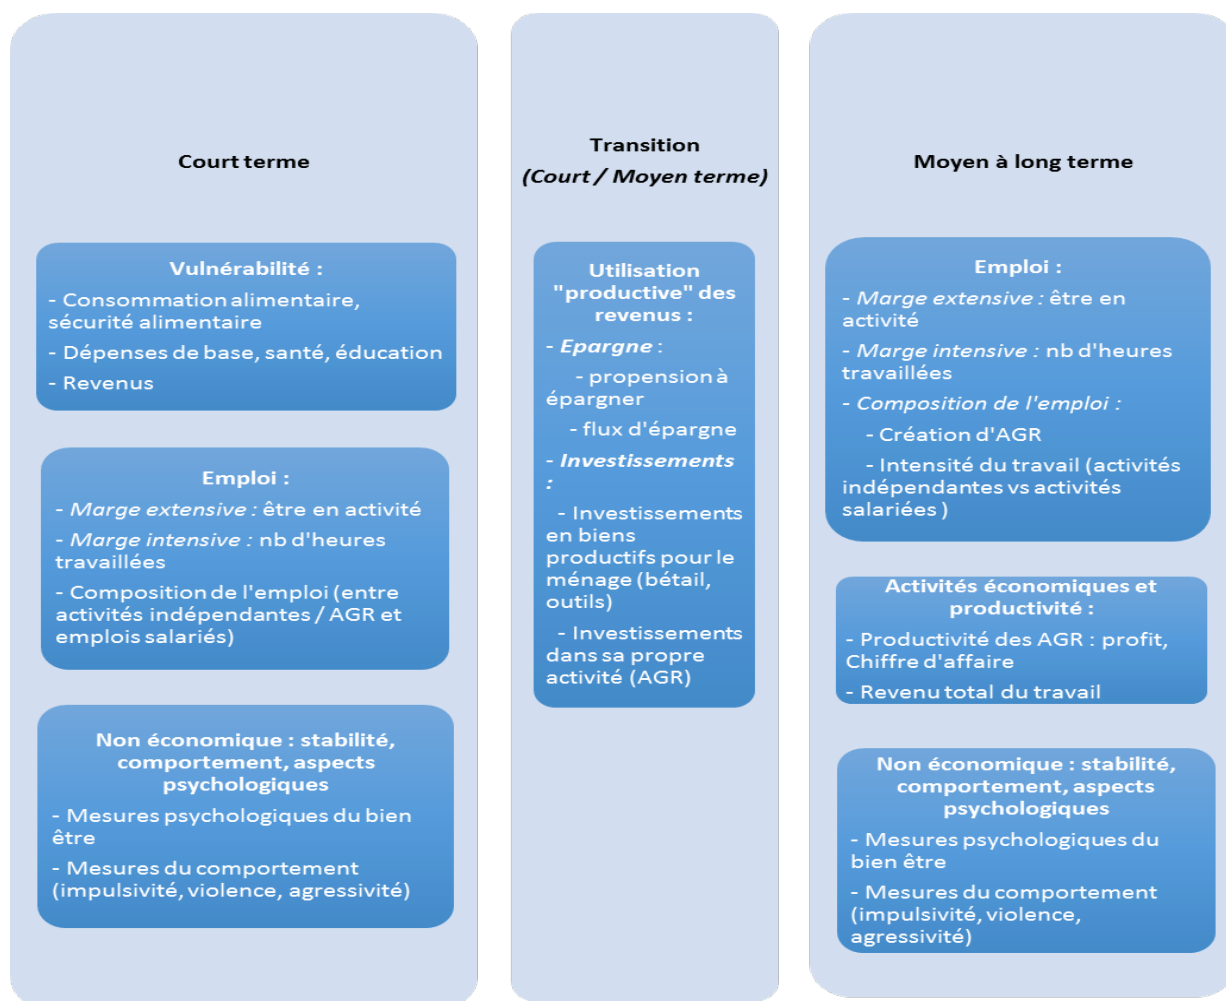 Court terme
Vulnérabilité :
- Consommation alimentaire,
sécurité alimentaire
- Dépenses de base, santé, éducation
- Revenus
Emploi :
- Marge extensive : être en activité
- Marge intensive : nb d'heures
travaillées
- Composition de l'emploi (entre
activités indépendantes / AGR et
emplois salariés)
Non économique : stabilité,
comportement, aspects
psychologiques
- Mesures psychologiques du bien
être
- Mesures du comportement
(impulsivité, violence, agressivité)
Transition
(Court / Moyen terme)
Utilisation
"productive" des
revenus :
- Epargne :
- propension à
épargner
- flux d'épargne
- Investissements
:
- Investissements
en biens
productifs pour le
ménage (bétail,
outils)
- Investissements
dans sa propre
activité (AGR)
Moyen à long terme
Emploi :
- Marge extensive : être en
activité
- Marge intensive : nb d'heures
travaillées
- Composition de l'emploi :
- Création d'AGR
- Intensité du travail (activités
indépendantes vs activités
salariées )
Activités économiques et
productivité :
- Productivité des AGR : profit,
Chiffre d'affaire
- Revenu total du travail
Non économique : stabilité,
comportement, aspects
psychologiques
- Mesures psychologiques du
bien être
- Mesures du comportement
(impulsivité, violence,
agressivité)